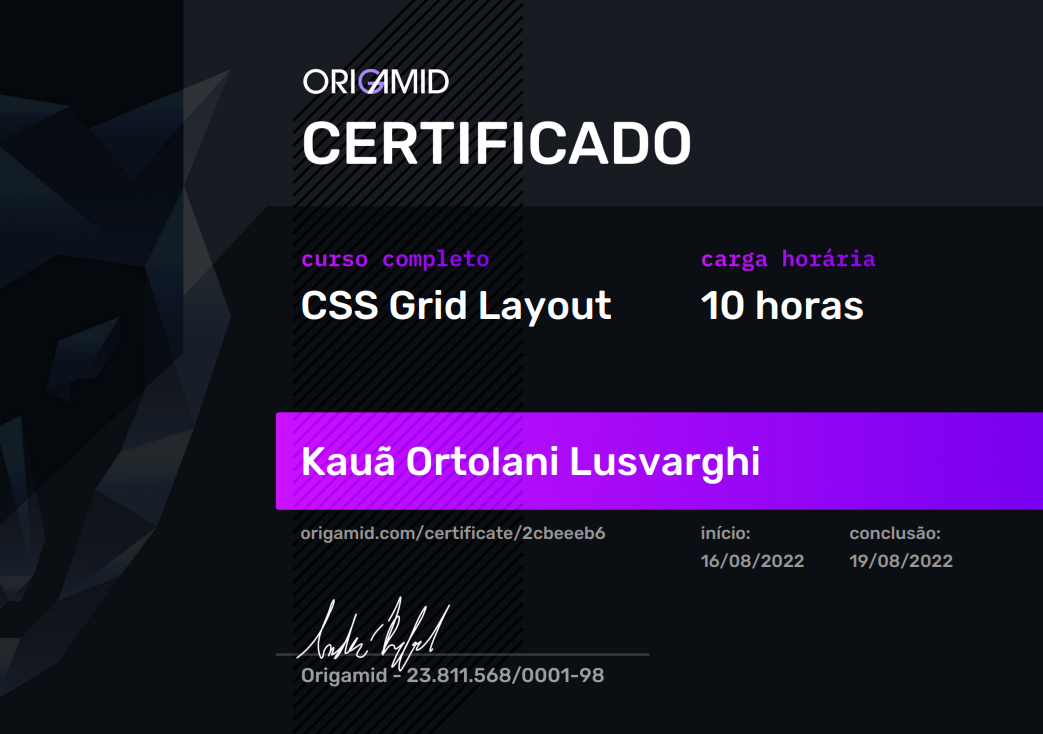 ORIGAMID
CERTIFICADO
curso completo
CSS Grid Layout
carga horária
10 horas
Kauã Ortolani Lusvarghi
origamid.com/certificate/2cbeeeb6
início:
16/08/2022
conclusão:
19/08/2022
Origamid - 23.811.568/0001-98